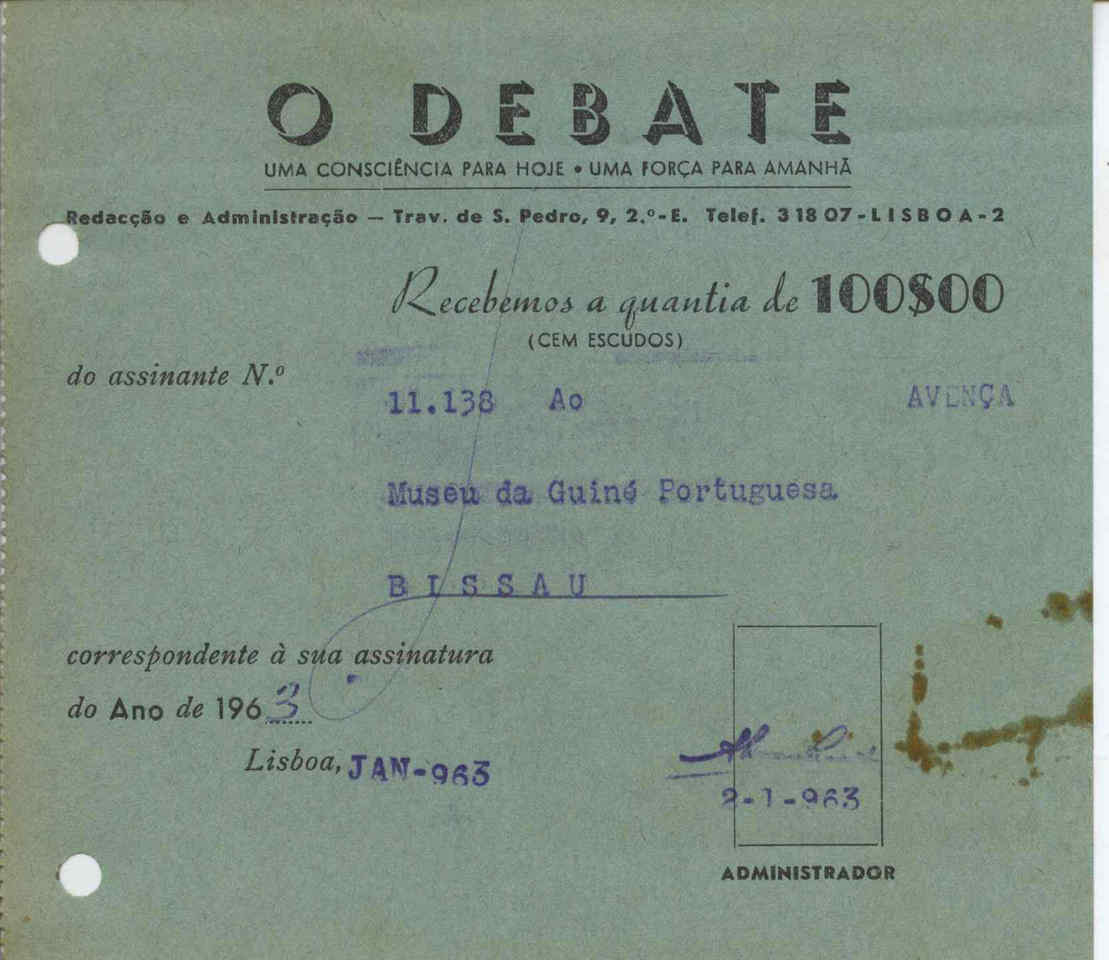 O DEBATE
UMA CONSCIÊNCIA PARA HOJE • UMA FORÇA PARA AMANHÃ
Redacção e Administração — Trav. de S. Pedro, 9, 2.º-E. Telef. 31807-LISBOA-2
Recebemos a quantia de 100$00
(CEM ESCUDOS)
do assinante N.º
11.138 Ao AVENÇA
Museu da Guiné Portuguesa
BISSAU
correspondente à sua assinatura
do Ano de 1963
Lisboa, JAN-963
2-1-963
ADMINISTRADOR